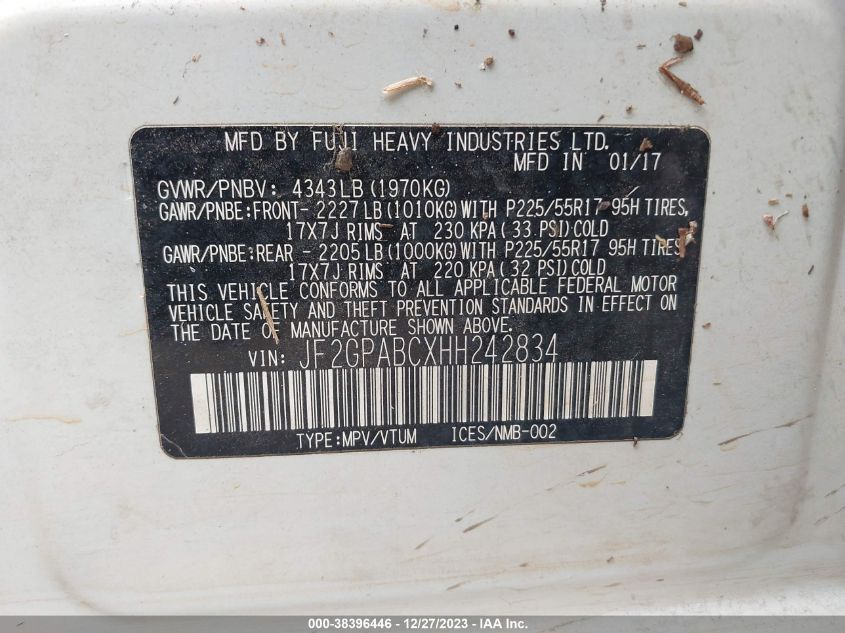 MFD BY FUJI HEAVY INDUSTRIES LTD.
MFD IN 01/17
GVWR/PNBV: 4343LB (1970KG)
GAWR/PNBE:FRONT- 2227 LB (1010KG) WITH P225/55R17 95H TIRES,
17X7J RIMS AT 230 KPA ( 33 PSI) COLD
GAWR/PNBE:REAR - 2205 LB (1000KG) WITH P225/55R17 95H TIRES
17X7J RIMS AT 220 KPA (32 PSI) COLD
THIS VEHICLE CONFORMS TO ALL APPLICABLE FEDERAL MOTOR
VEHICLE SAFETY AND THEFT PREVENTION STANDARDS IN EFFECT ON
THE DATE OF MANUFACTURE SHOWN ABOVE.
VIN: JF2GPABCXHH242834
TYPE:MPV/VTUM ICES/NMB-002
000-38396446 - 12/27/2023 - IAA Inc.